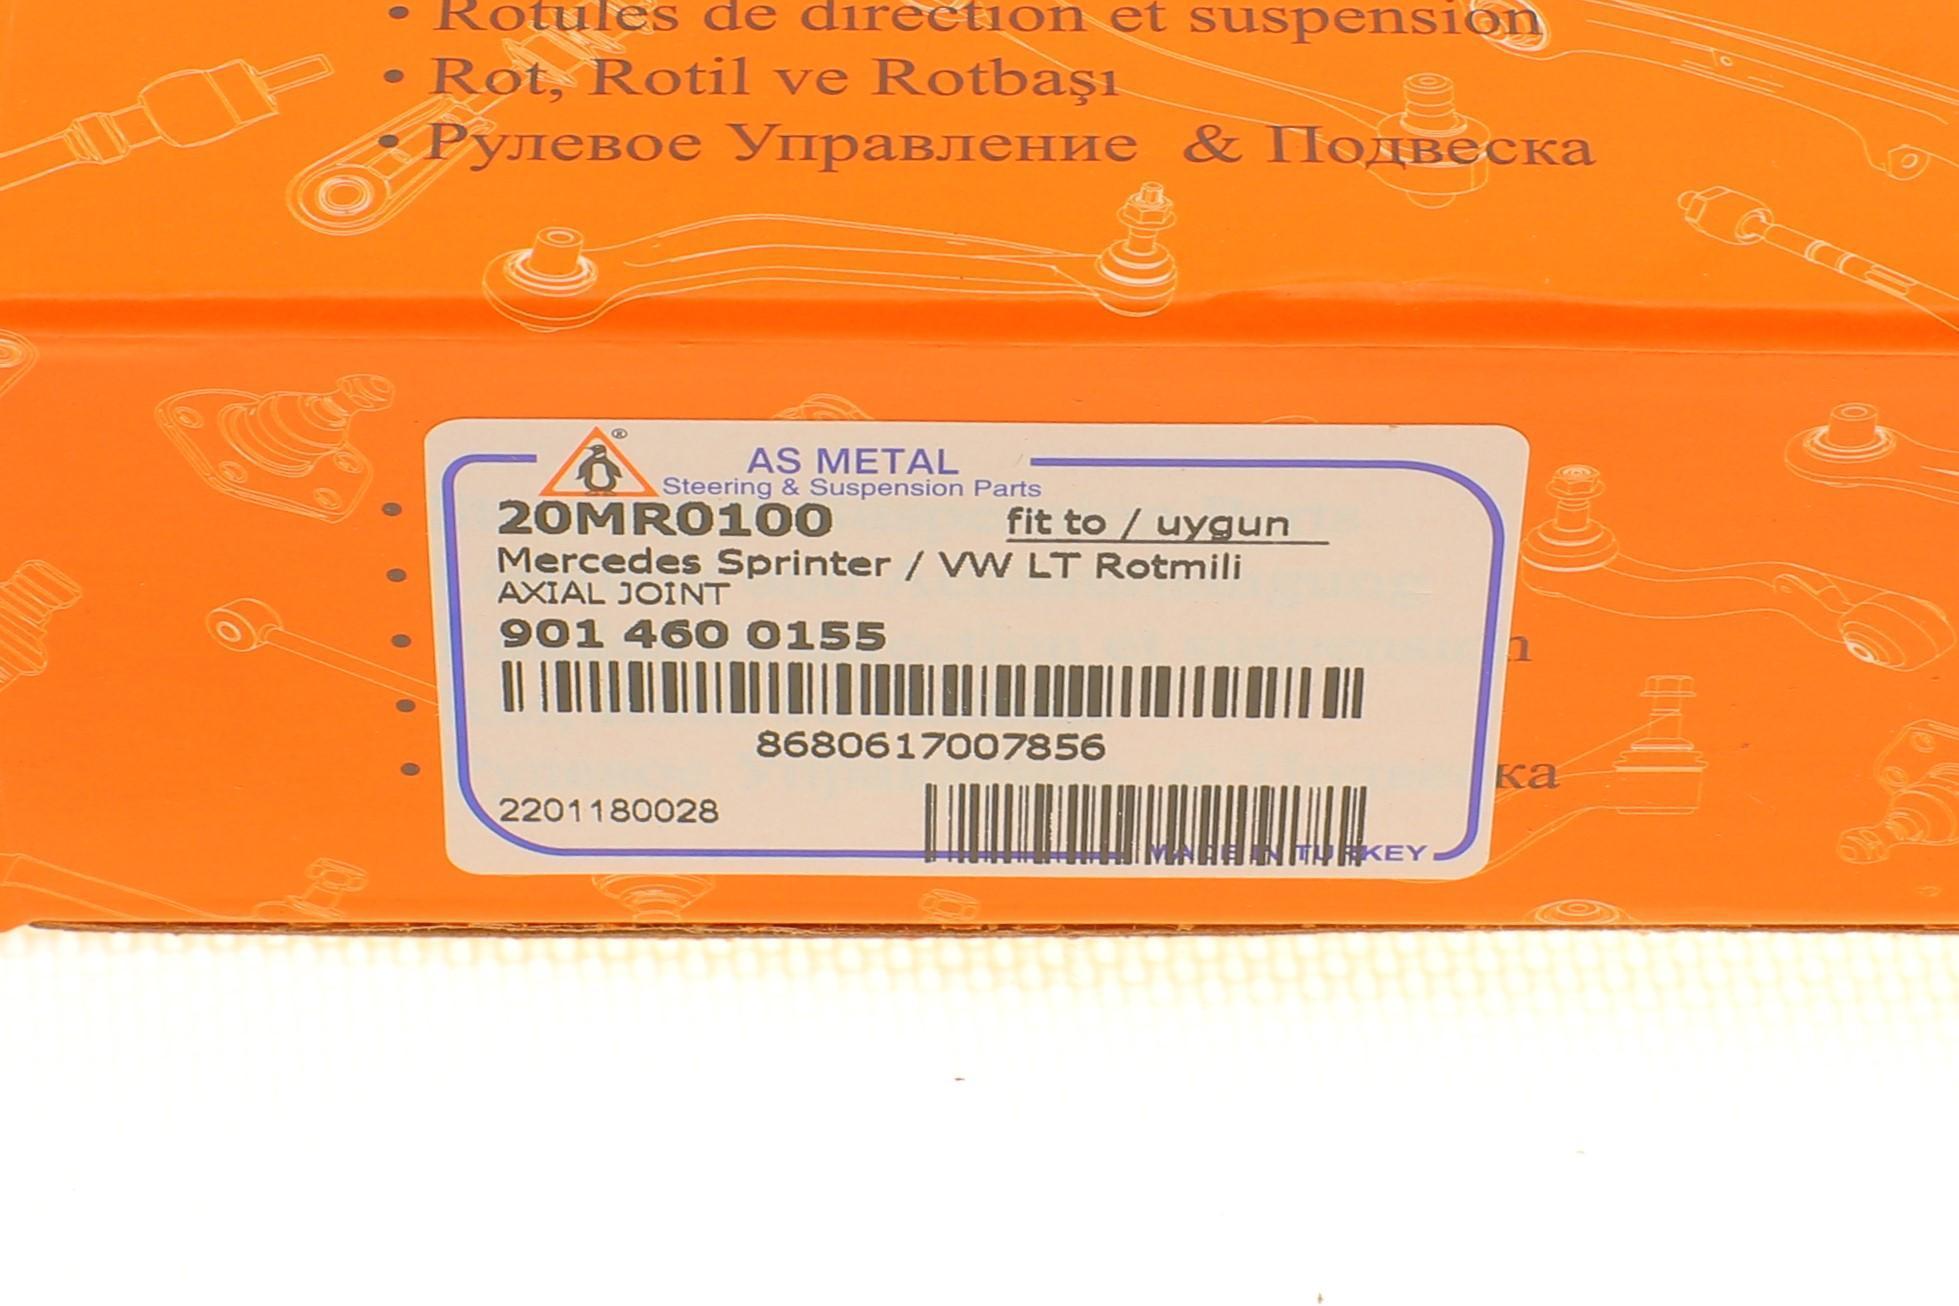 • Rotules de direction et suspension
• Rot, Rotil ve Rotbaşı
• Рулевое Управление & Подвеска
®
AS METAL
Steering & Suspension Parts
20MR0100 fit to / uygun
Mercedes Sprinter / VW LT Rotmili
AXIAL JOINT
901 460 0155
8680617007856
2201180028
MADE IN TURKEY